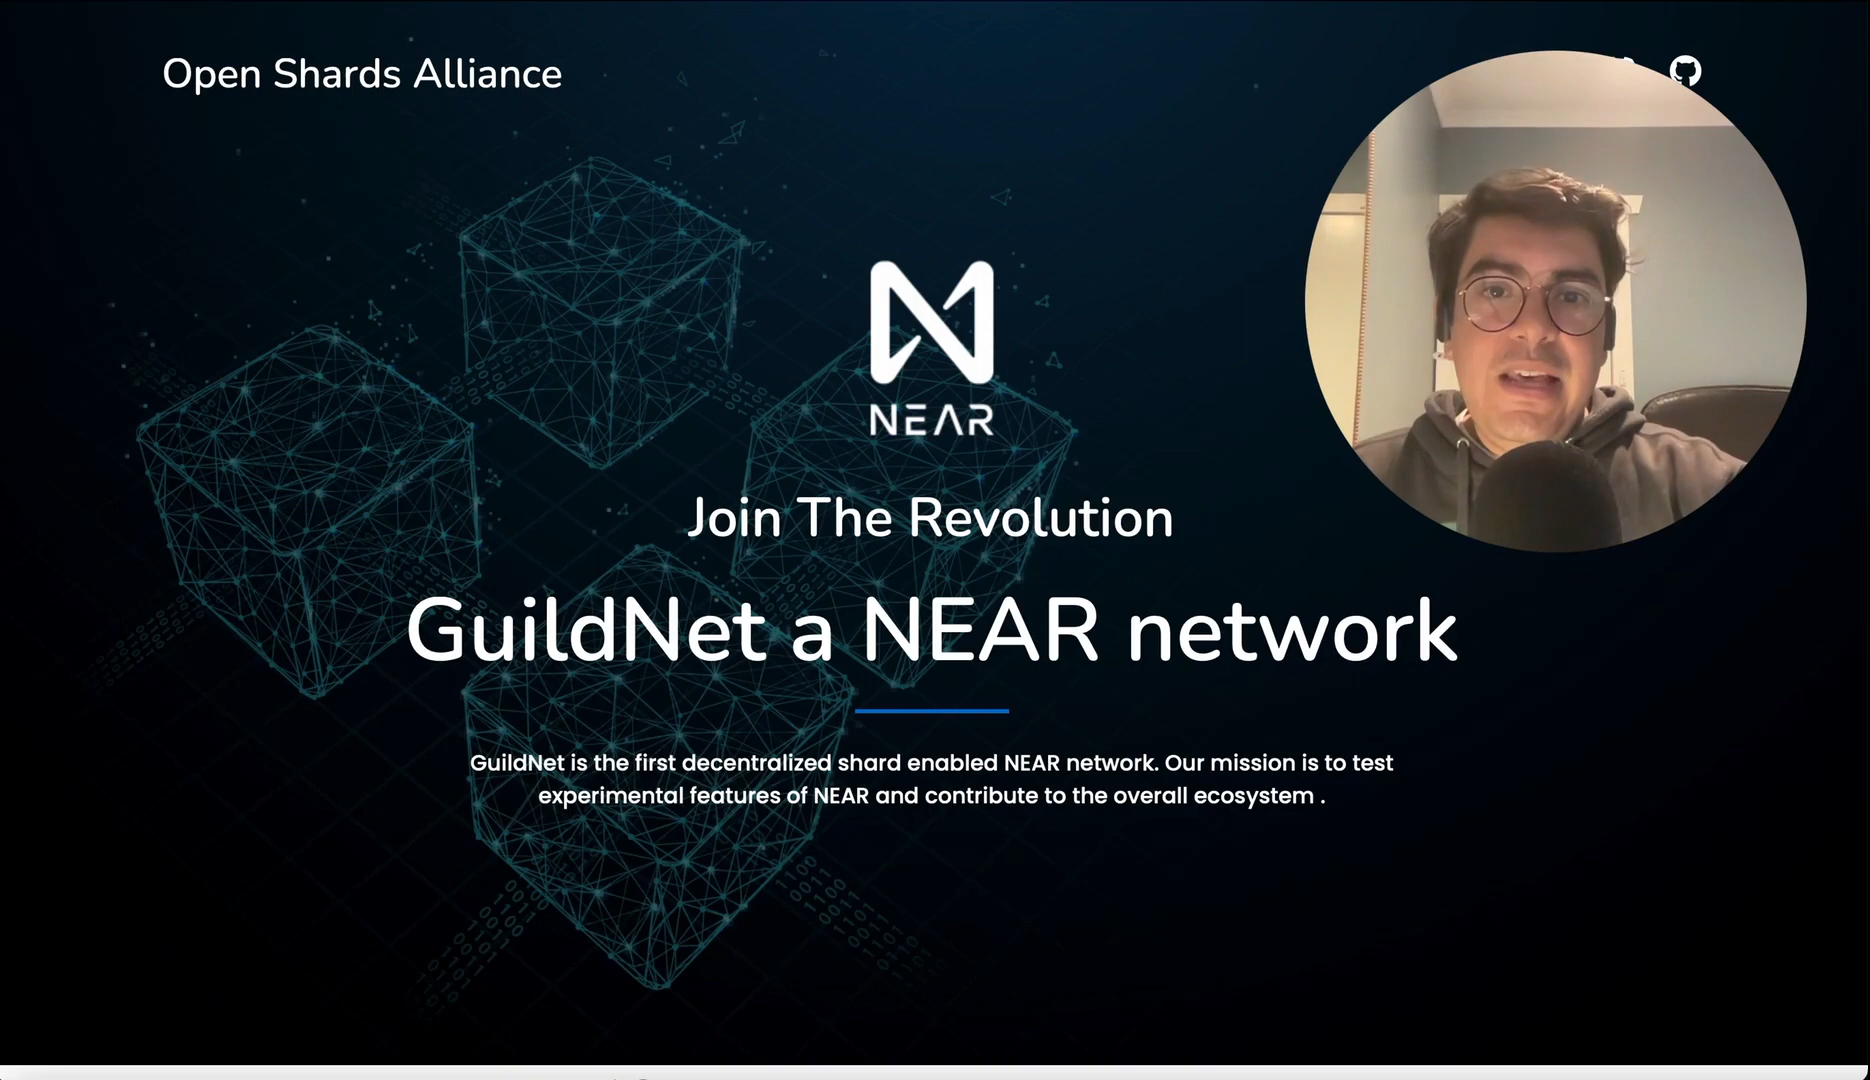 Open Shards Alliance
NEAR
Join The Revolution
GuildNet a NEAR network
GuildNet is the first decentralized shard enabled NEAR network. Our mission is to test
experimental features of NEAR and contribute to the overall ecosystem .